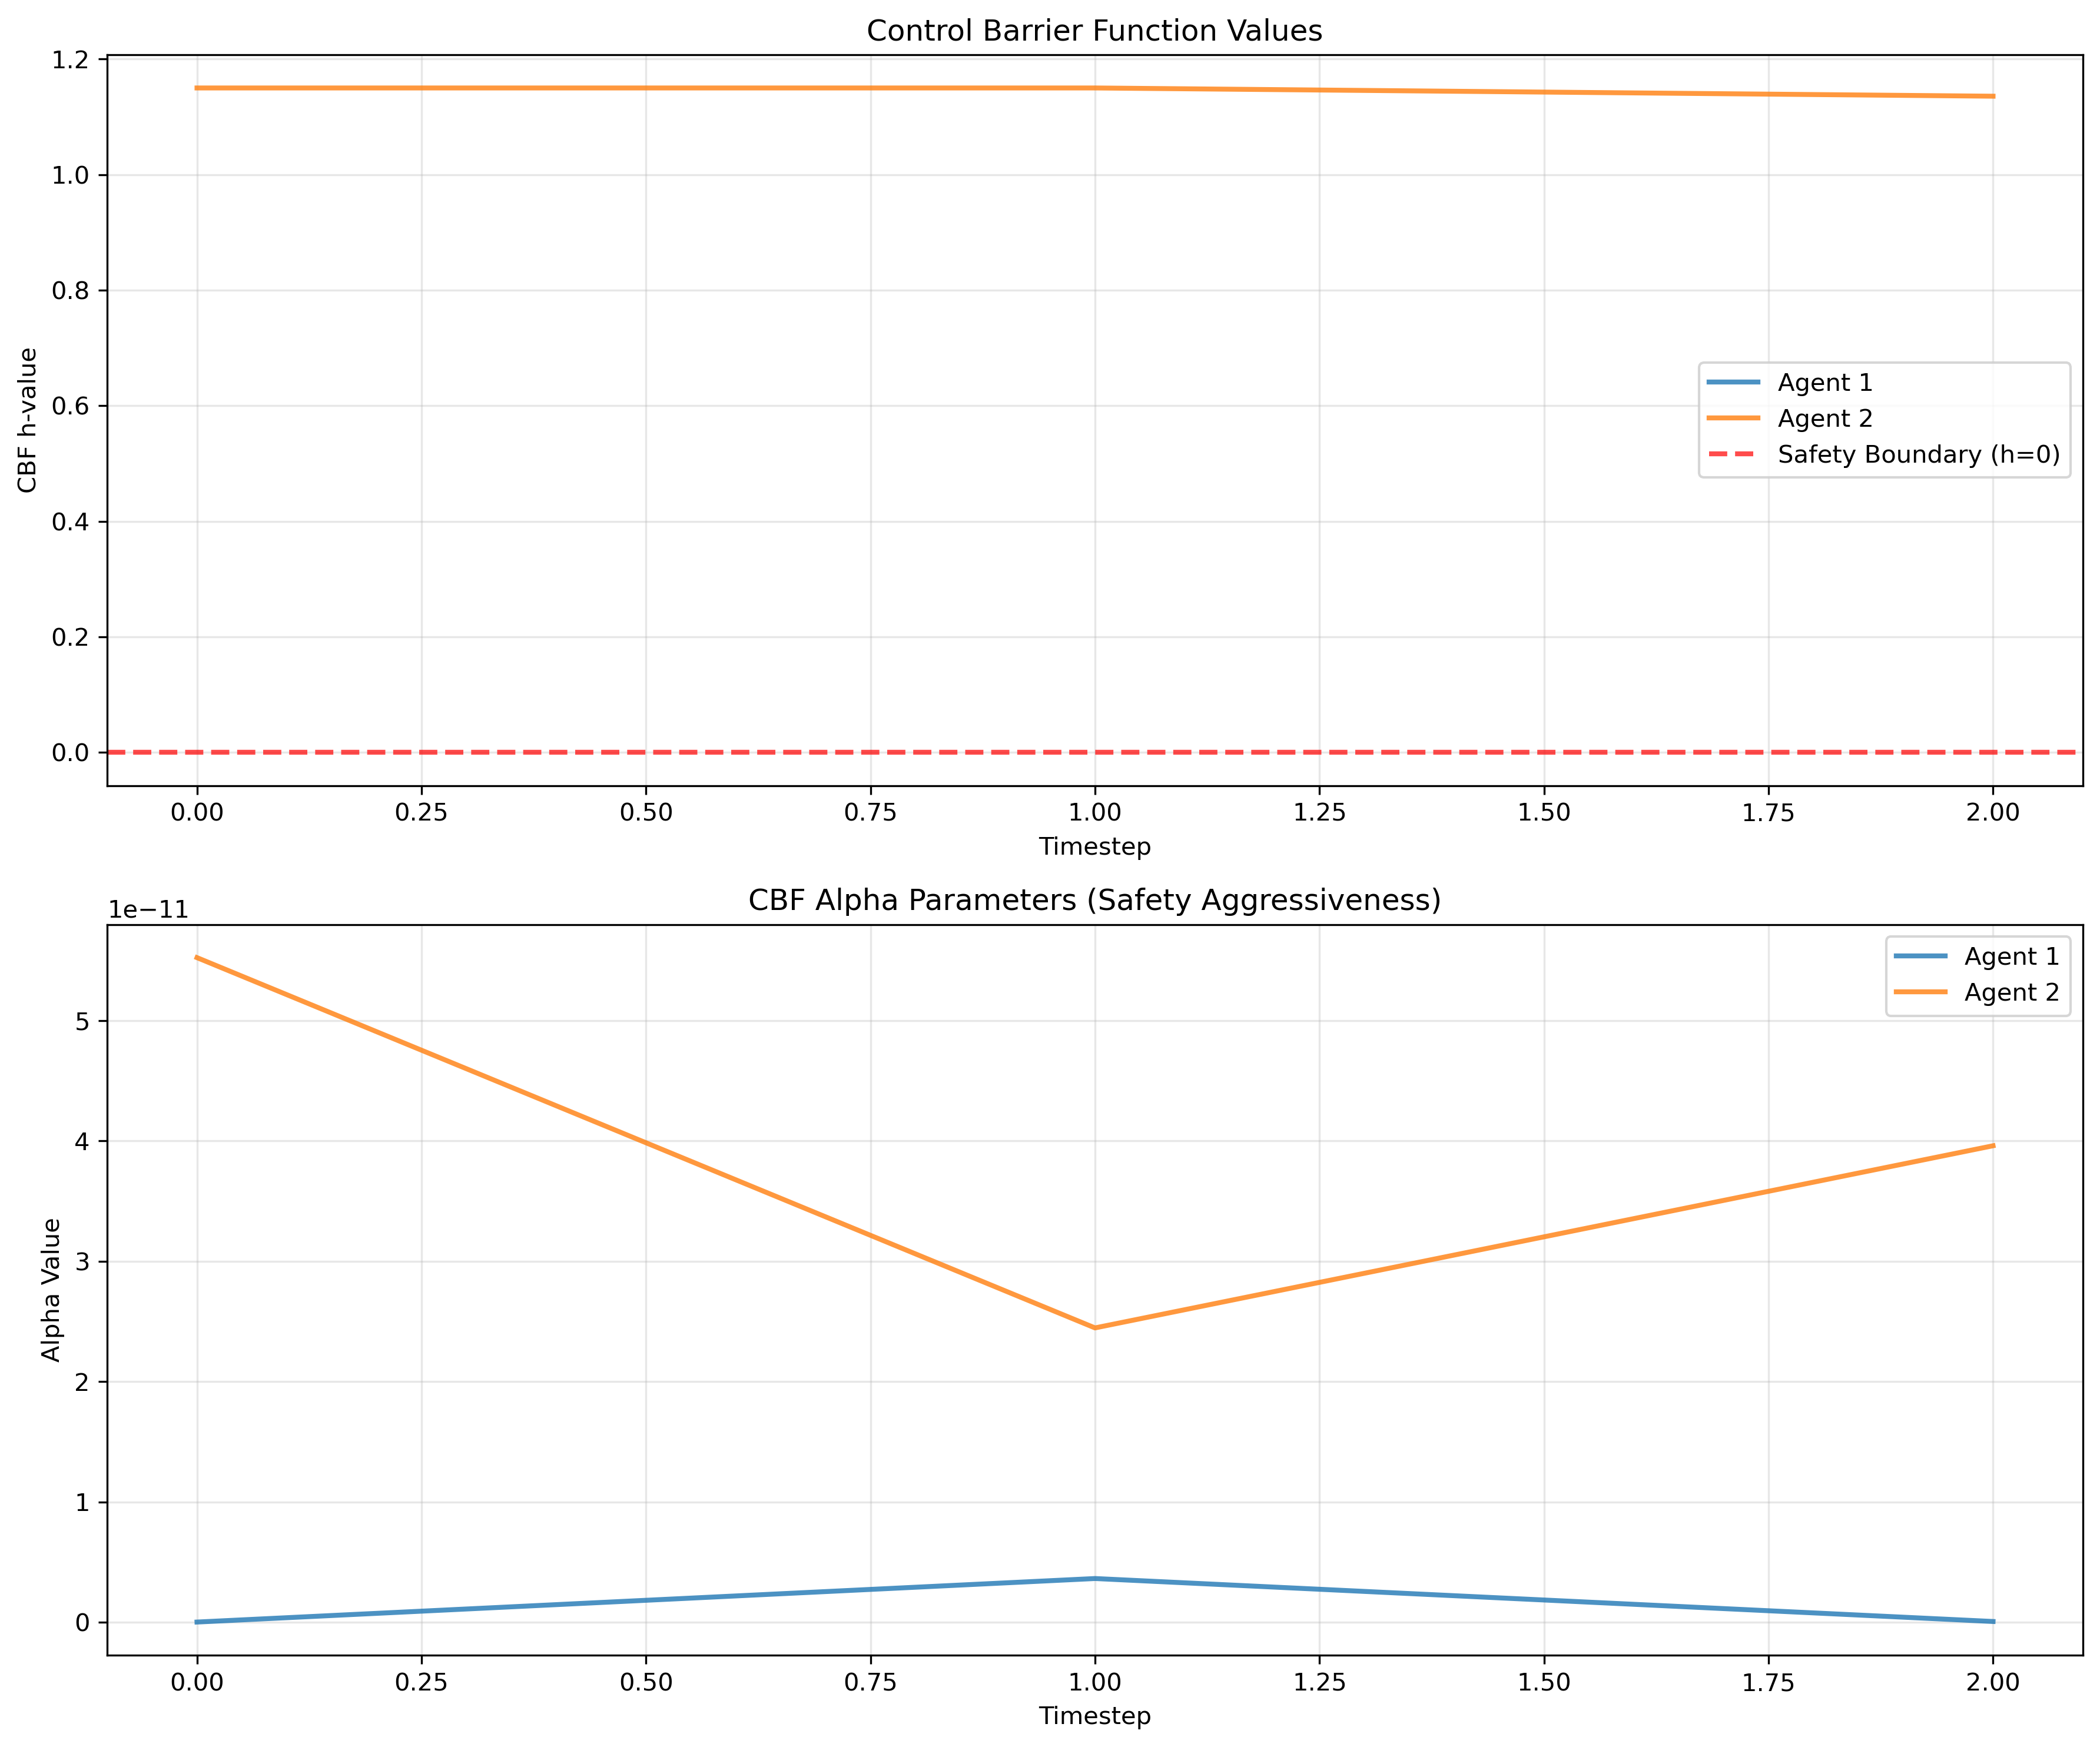 Control Barrier Function Values
1.2
1.0
0.8
0.6
0.4
0.2
0.0
CBF h-value
Agent 1
Agent 2
Safety Boundary (h=0)
0.00 0.25 0.50 0.75 1.00 1.25 1.50 1.75 2.00
Timestep
CBF Alpha Parameters (Safety Aggressiveness)
1e−11
5
4
3
2
1
0
Alpha Value
Agent 1
Agent 2
0.00 0.25 0.50 0.75 1.00 1.25 1.50 1.75 2.00
Timestep